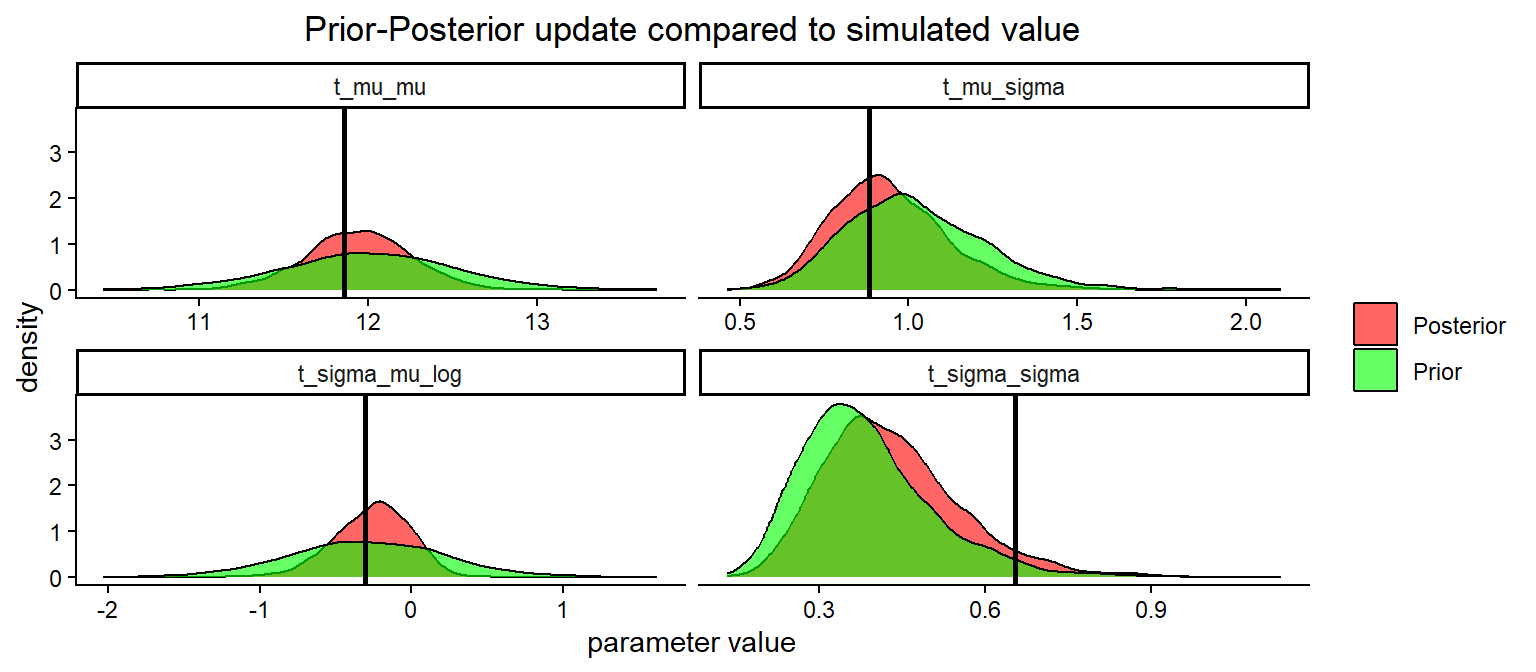 Prior-Posterior update compared to simulated value
t_mu_mu
t_mu_sigma
3
2
1
0
11
12
13
0.5
1.0
1.5
2.0
density
Posterior
Prior
t_sigma_mu_log
t_sigma_sigma
3
2
1
0
-2
-1
0
1
0.3
0.6
0.9
parameter value